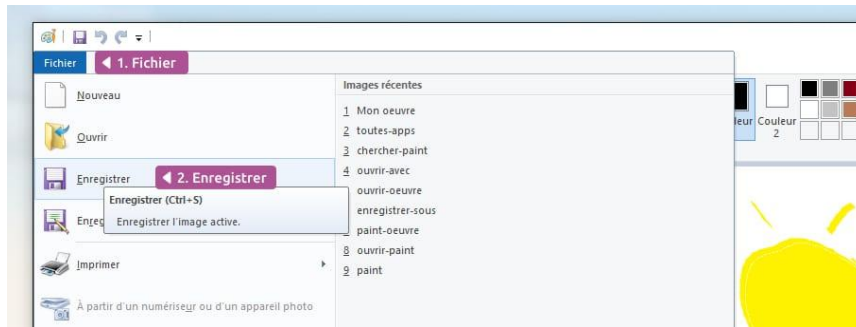 Fichier
1. Fichier
Nouveau
Ouvrir
Enregistrer
2. Enregistrer
Enregistrer (Ctrl+S)
Enregistrer l'image active.
Enreg
Imprimer
À partir d'un numériseur ou d'un appareil photo
Images récentes
1 Mon oeuvre
2 toutes-apps
3 chercher-paint
4 ouvrir-avec
ouvrir-oeuvre
enregistrer-sous
paint-oeuvre
8 ouvrir-paint
9 paint
leur
Couleur
2